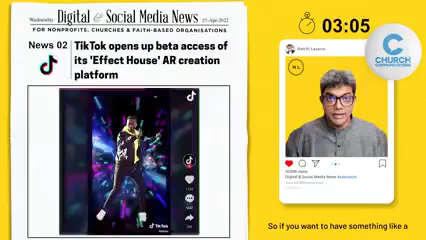 Wednesday
Digital & Social Media News
27-Apr-2022
FOR NONPROFITS, CHURCHES & FAITH-BASED ORGANISATIONS
News 02
TikTok opens up beta access of
its 'Effect House' AR creation
platform
TikTok
03:05
CHURCH
COMMUNICATIONS
NL
Digital & Social Media News
So if you want to have something like a